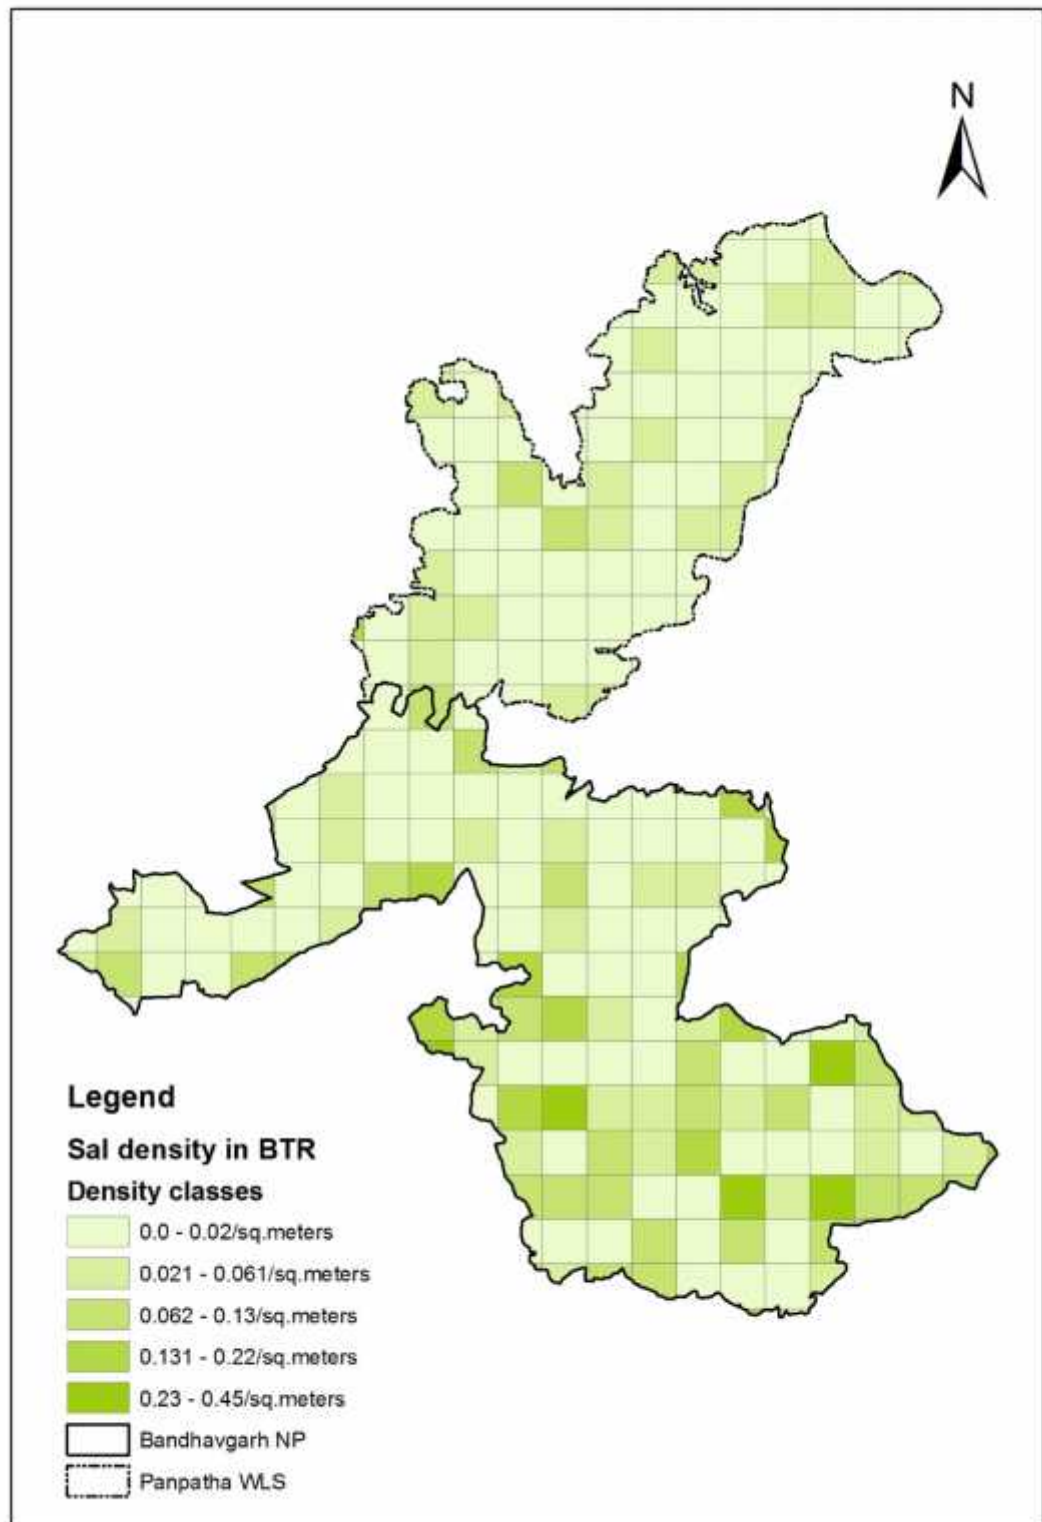 N
Legend
Sal density in BTR
Density classes
0.0 - 0.02/sq.meters
0.021 - 0.061/sq.meters
0.062 - 0.13/sq.meters
0.131 - 0.22/sq.meters
0.23 - 0.45/sq.meters
Bandhavgarh NP
Panpatha WLS